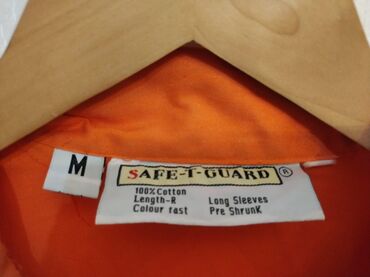 M
SAFE-T-GUARD ®
100% Cotton
Length-R Long Sleeves
Colour fast Pre Shrunk